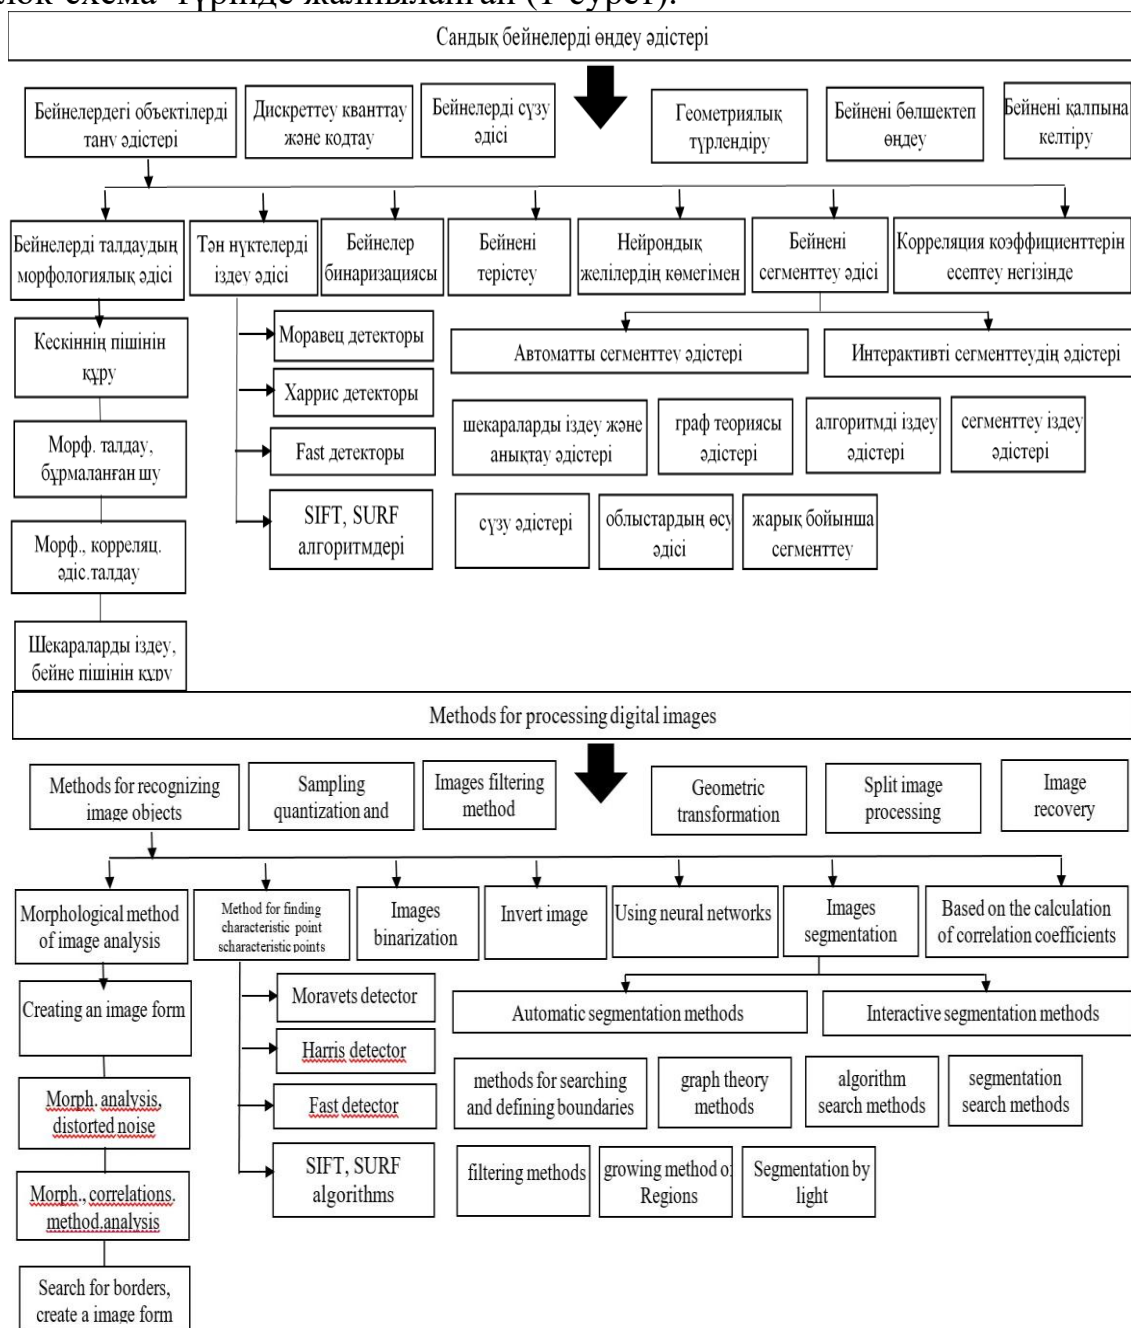 блок-схема түрінде жалпыланған (1-сурет).
Сандық бейнелерді өңдеу әдістері
Бейнелердегі объектілерді
тану әдістері
Дискреттеу кванттау
және кодтау
Бейнелерді сүзу
әдісі
Геометриялық
түрлендіру
Бейнені бөлшектеп
өңдеу
Бейнені қалпына
келтіру
Бейнелерді талдаудың
морфологиялық әдісі
Тән нүктелерді
іздеу әдісі
Бейнелер
бинаризациясы
Бейнені
терістеу
Нейрондық
желілердің көмегімен
Бейнені
сегменттеу әдісі
Корреляция коэффициенттерін
есептеу негізінде
Кескіннің пішінін
құру
Морф. талдау,
бұрмаланған шу
Морф., корреляц.
әдіс.талдау
Шекараларды іздеу,
бейне пішінін құру
Моравец детекторы
Харрис детекторы
Fast детекторы
SIFT, SURF
алгоритмдері
Автоматты сегменттеу әдістері
Интерактивті сегменттеудің әдістері
шекараларды іздеу және
анықтау әдістері
граф теориясы
әдістері
алгоритмді іздеу
әдістері
сегменттеу іздеу
әдістері
сүзу әдістері
облыстардың өсу
әдісі
жарық бойынша
сегменттеу
Methods for processing digital images
Methods for recognizing
image objects
Sampling
quantization and
Images filtering
method
Geometric
transformation
Split image
processing
Image
recovery
Morphological method
of image analysis
Method for finding
characteristic point
scharacteristic points
Images
binarization
Invert image
Using neural networks
Images
segmentation
Based on the calculation
of correlation coefficients
Creating an image form
Morph. analysis,
distorted noise
Morph., correlations.
method.analysis
Search for borders,
create a image form
Moravets detector
Harris detector
Fast detector
SIFT, SURF
algorithms
Automatic segmentation methods
Interactive segmentation methods
methods for searching
and defining boundaries
graph theory
methods
algorithm
search methods
segmentation
search methods
filtering methods
growing method of
Regions
Segmentation by
light